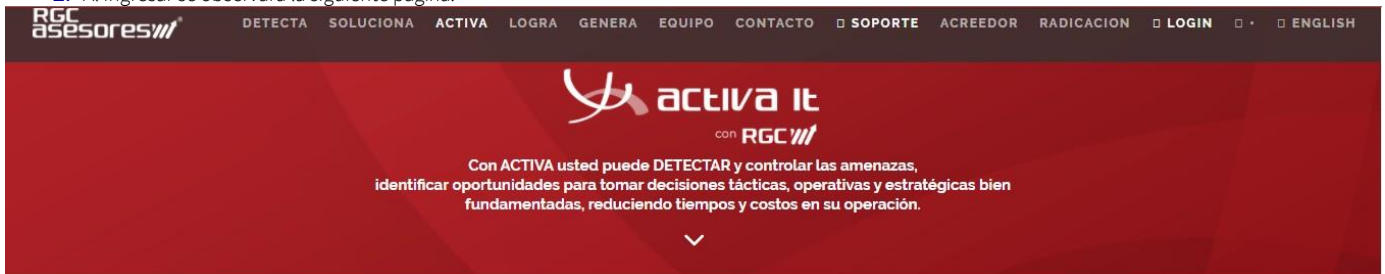 RGC
asesores
DETECTA SOLUCIONA ACTIVA LOGRA GENERA EQUIPO CONTACTO SOPORTE ACREEDOR RADICACION LOGIN ENGLISH
activa it
con RGC
Con ACTIVA usted puede DETECTAR y controlar las amenazas,
identificar oportunidades para tomar decisiones tácticas, operativas y estratégicas bien
fundamentadas, reduciendo tiempos y costos en su operación.